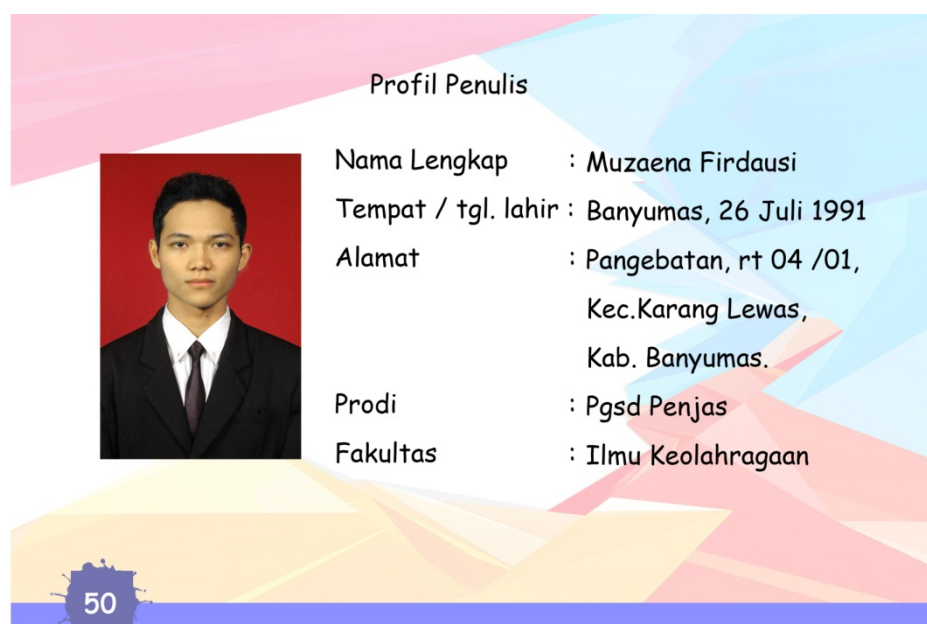 Profil Penulis
Nama Lengkap : Muzaena Firdausi
Tempat / tgl. lahir : Banyumas, 26 Juli 1991
Alamat : Pangebatan, rt 04 /01,
Kec.Karang Lewas,
Kab. Banyumas.
Prodi : Pgsd Penjas
Fakultas : Ilmu Keolahragaan
50